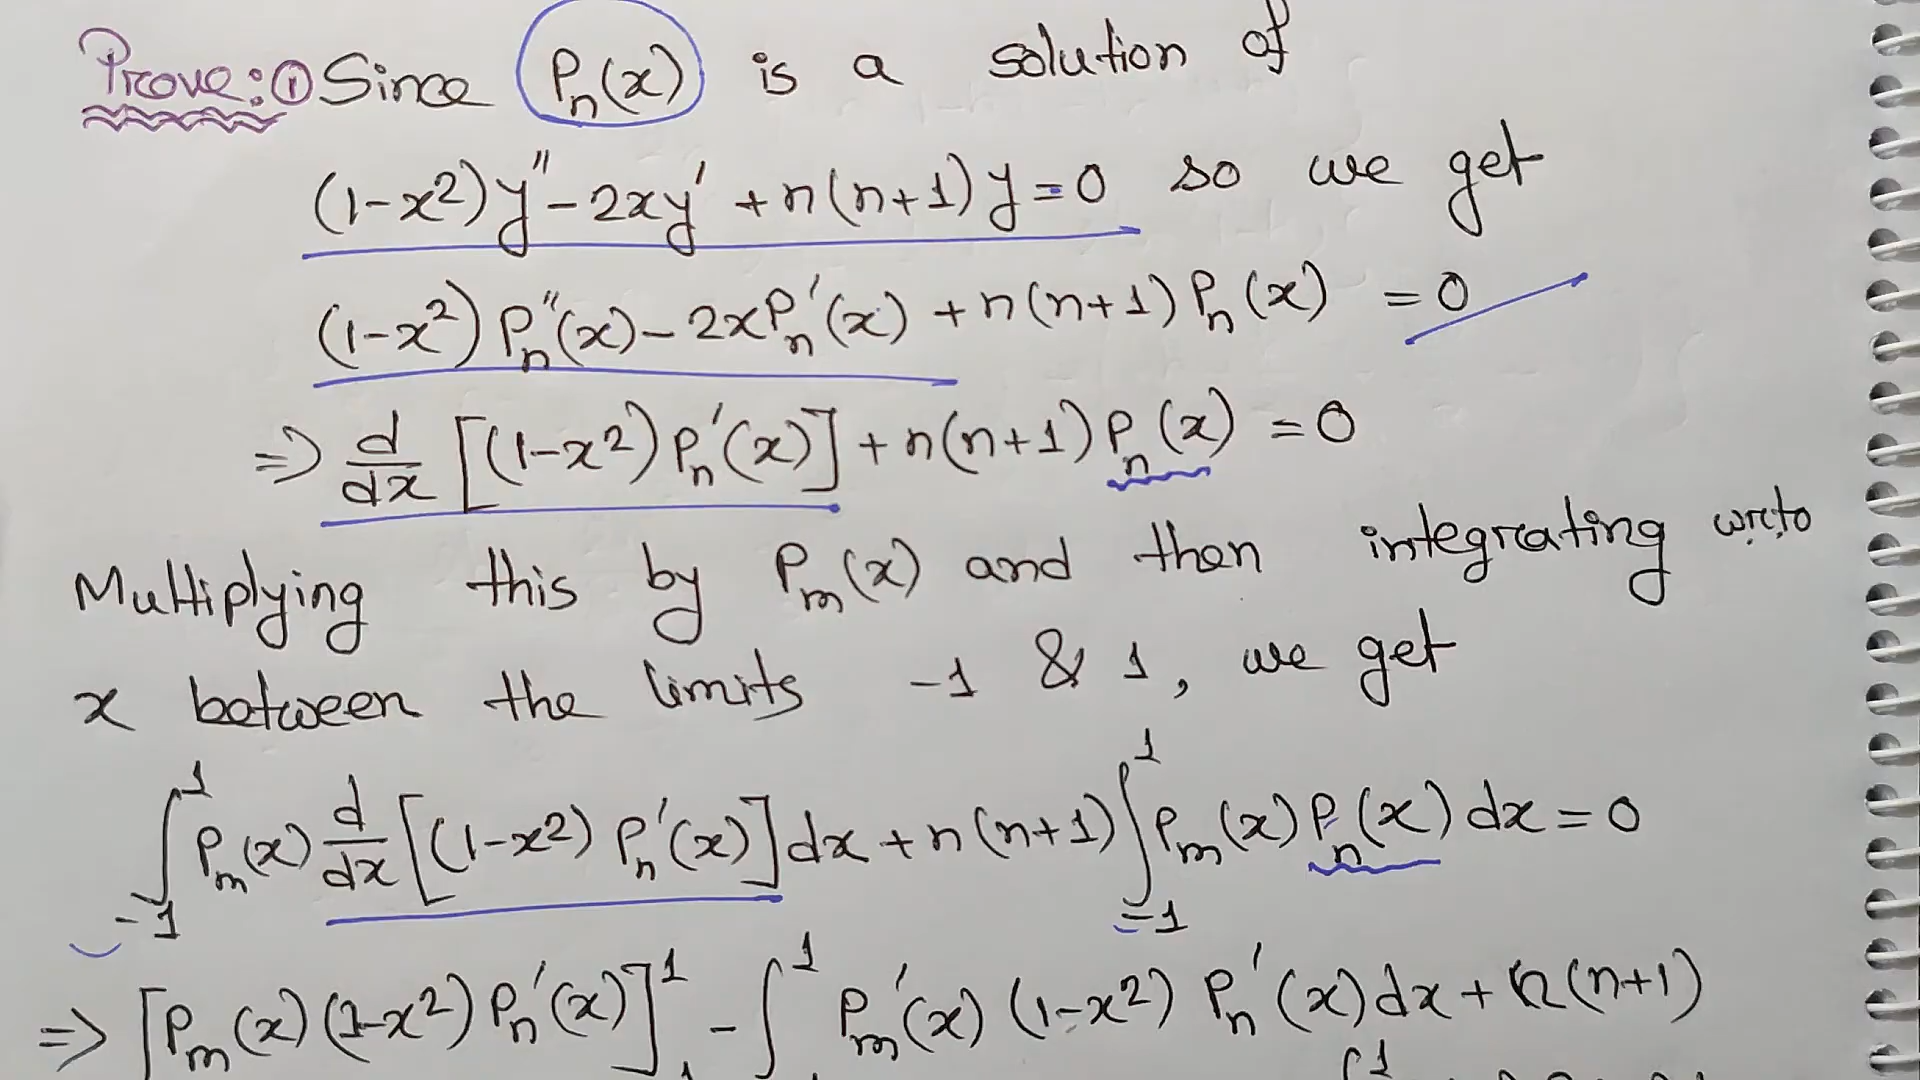 Prove: ① Since Pn(x) is a solution of
(1-x²)y''-2xy' +n(n+1)y=0 so we get
(1-x²)Pn''(x)-2xPn'(x)+n(n+1)Pn(x) =0
⇒ d/dx [(1-x²)Pn'(x)]+n(n+1)Pn(x) =0
Multiplying this by Pm(x) and then integrating w.r.to
x between the limits -1 & 1, we get
∫₋₁¹ Pm(x) d/dx [(1-x²) Pn'(x)]dx+n(n+1)∫₋₁¹ Pm(x)Pn(x)dx=0
⇒ [Pm(x)(1-x²)Pn'(x)]₋₁¹ - ∫₋₁¹ Pm'(x)(1-x²) Pn'(x)dx+n(n+1)